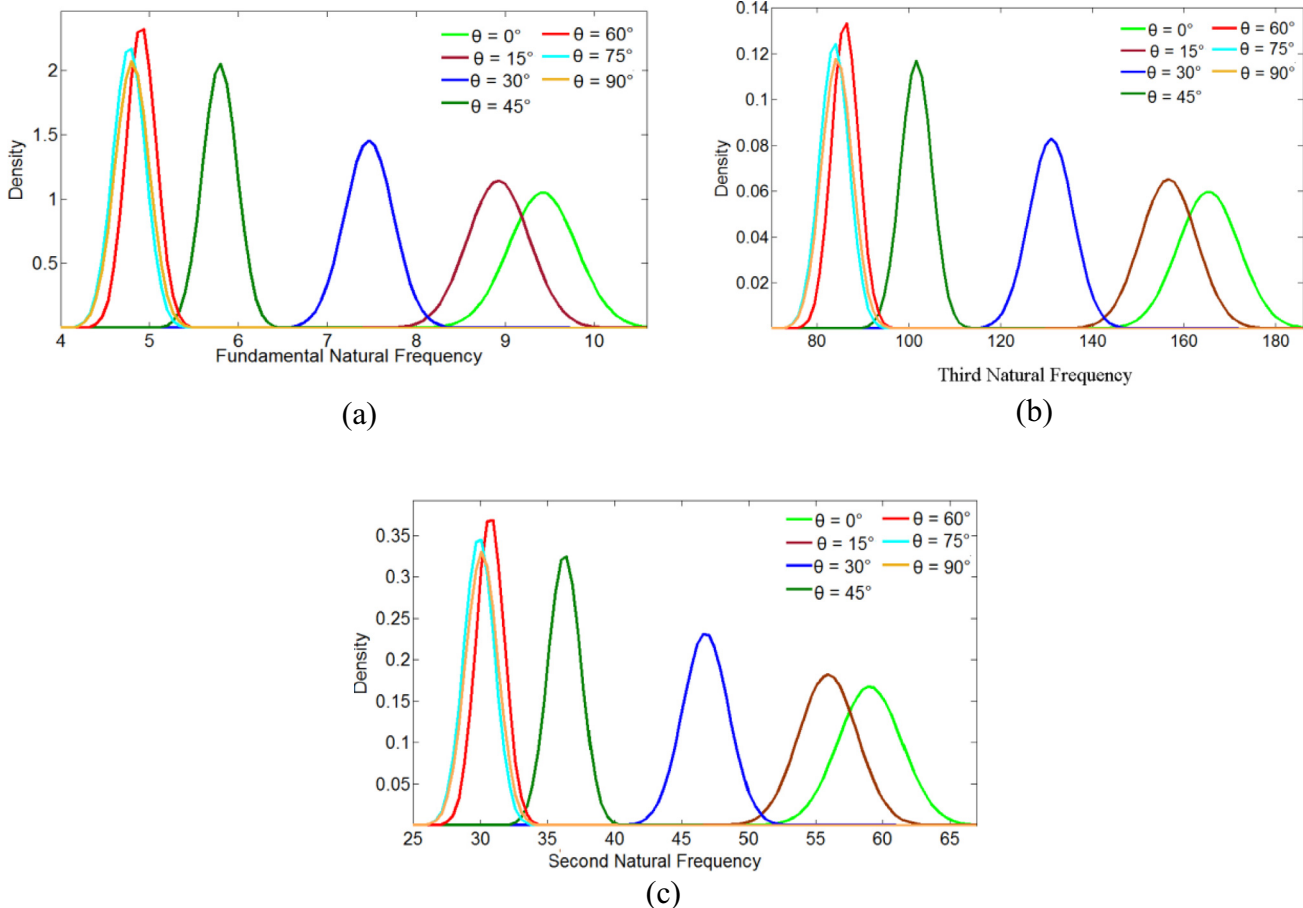 2
1.5
1
0.5
Density
θ = 0°
θ = 60°
θ = 15°
θ = 75°
θ = 30°
θ = 90°
θ = 45°
4 5 6 7 8 9 10
Fundamental Natural Frequency
(a)
0.14
0.12
0.1
0.08
0.06
0.04
0.02
Density
θ = 0°
θ = 60°
θ = 15°
θ = 75°
θ = 30°
θ = 90°
θ = 45°
80 100 120 140 160 180
Third Natural Frequency
(b)
0.35
0.3
0.25
0.2
0.15
0.1
0.05
Density
θ = 0°
θ = 60°
θ = 15°
θ = 75°
θ = 30°
θ = 90°
θ = 45°
25 30 35 40 45 50 55 60 65
Second Natural Frequency
(c)